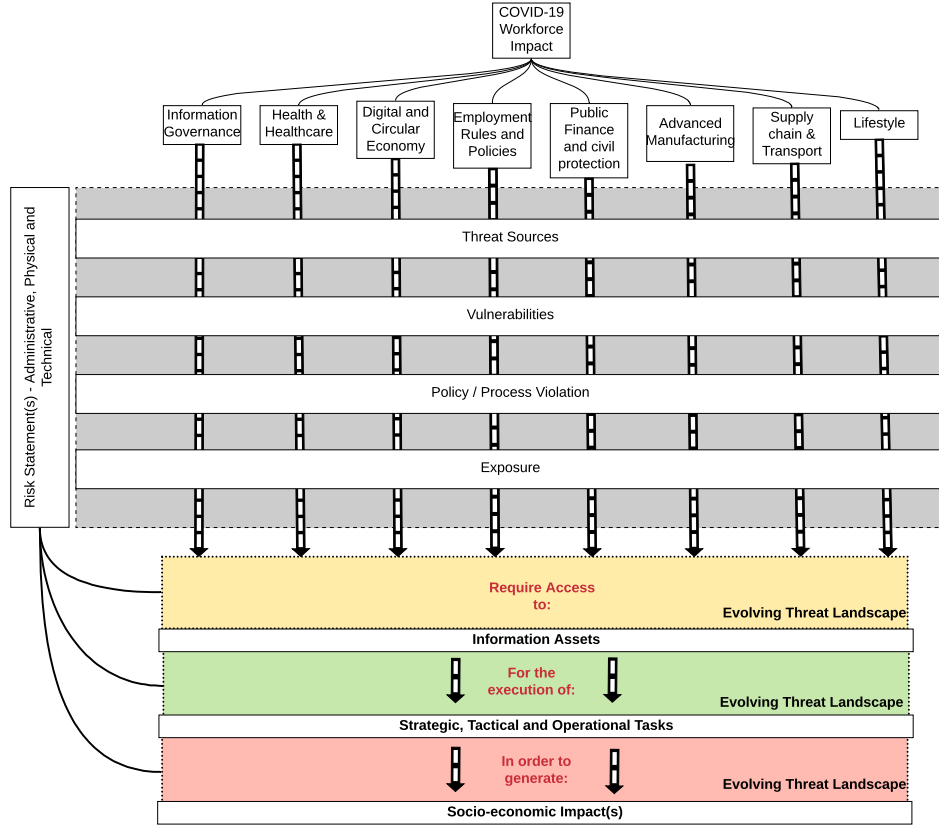 COVID-19
Workforce
Impact
Information
Governance
Health &
Healthcare
Digital and
Circular
Economy
Employment
Rules and
Policies
Public
Finance
and civil
protection
Advanced
Manufacturing
Supply
chain &
Transport
Lifestyle
Risk Statement(s) - Administrative, Physical and
Technical
Threat Sources
Vulnerabilities
Policy / Process Violation
Exposure
Require Access
to:
Evolving Threat Landscape
Information Assets
For the
execution of:
Evolving Threat Landscape
Strategic, Tactical and Operational Tasks
In order to
generate:
Evolving Threat Landscape
Socio-economic Impact(s)